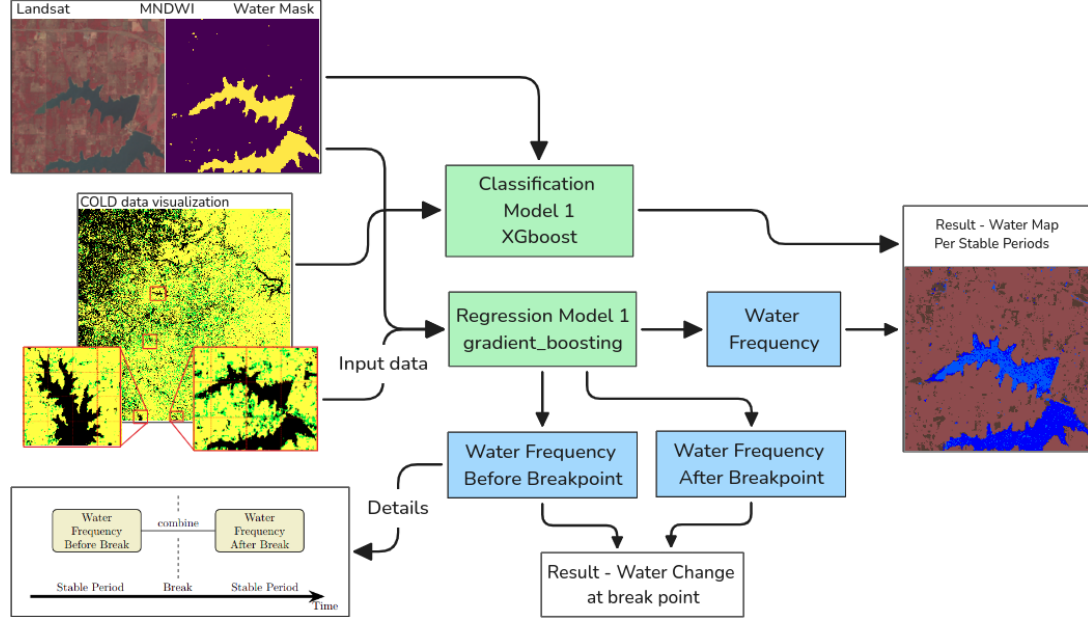 Landsat MNDWI Water Mask
COLD data visualization
Classification
Model 1
XGboost
Result - Water Map
Per Stable Periods
Input data
Regression Model 1
gradient_boosting
Water
Frequency
Water Frequency
Before Breakpoint
Water Frequency
After Breakpoint
Details
Water
Frequency
Before Break
combine
Water
Frequency
After Break
Stable Period
Break
Stable Period
Time
Result - Water Change
at break point